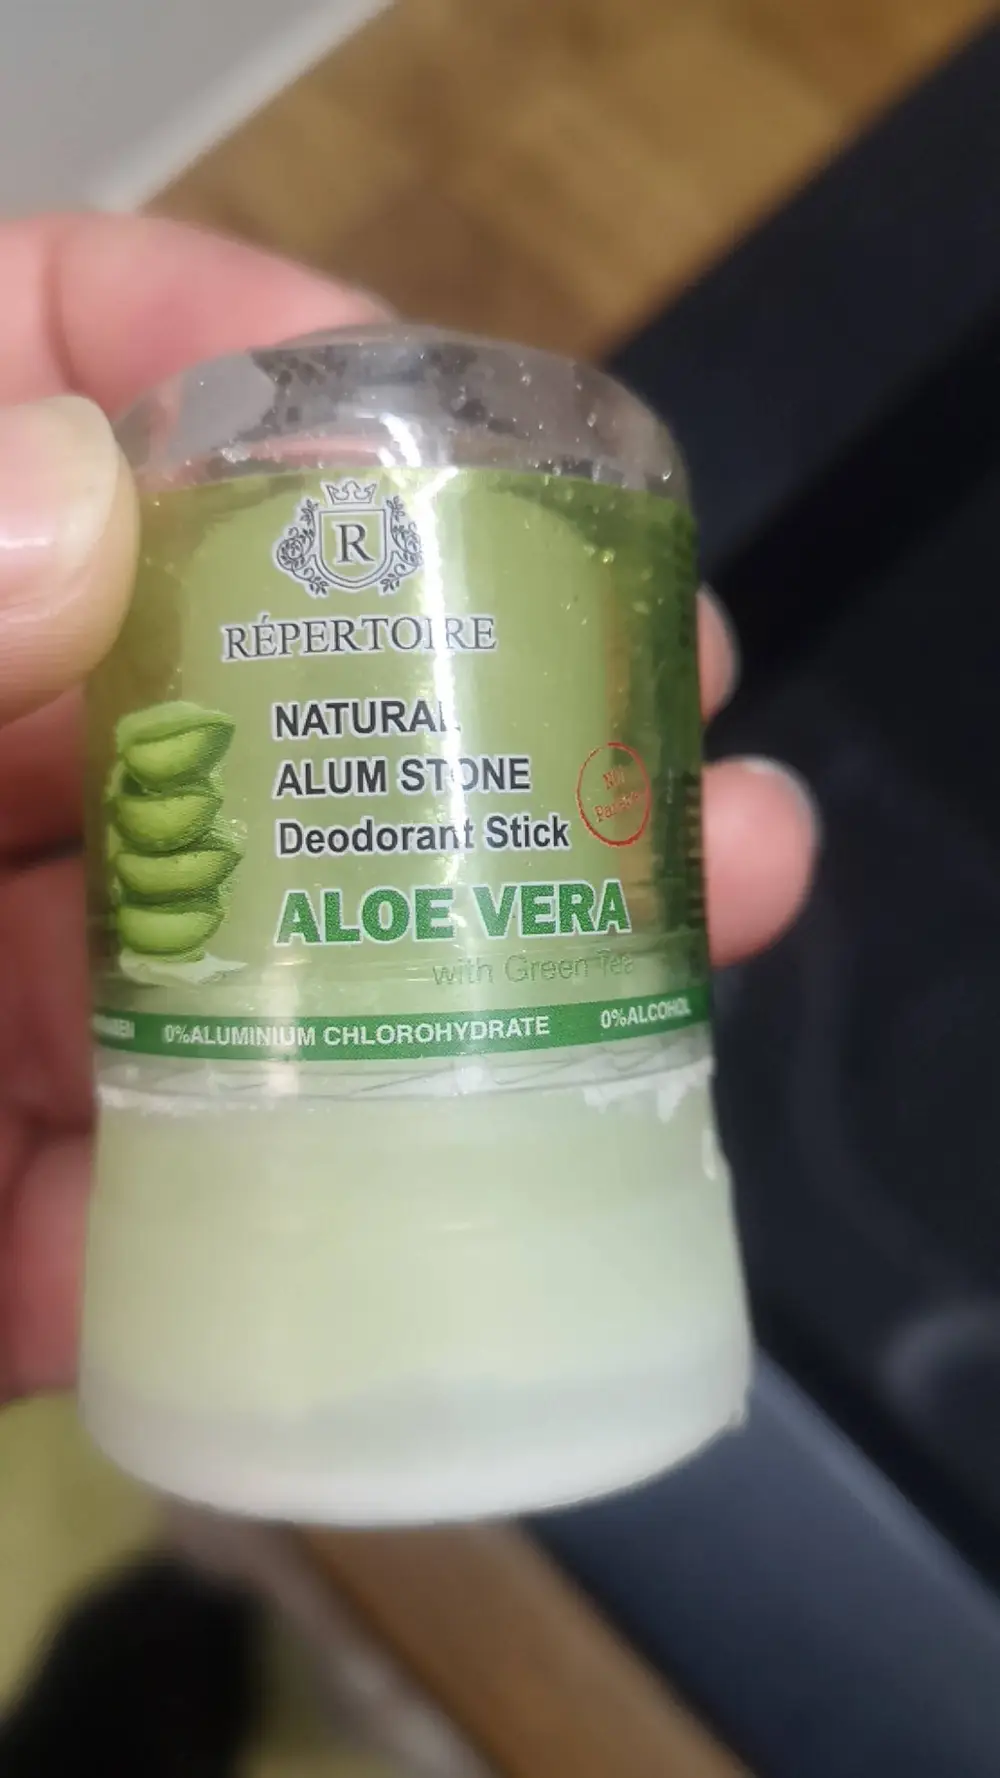 R
RÉPERTOIRE
NATURAL
ALUM STONE
Deodorant Stick
ALOE VERA
with Green Tea
0%ALUMINIUM CHLOROHYDRATE 0%ALCOHOL